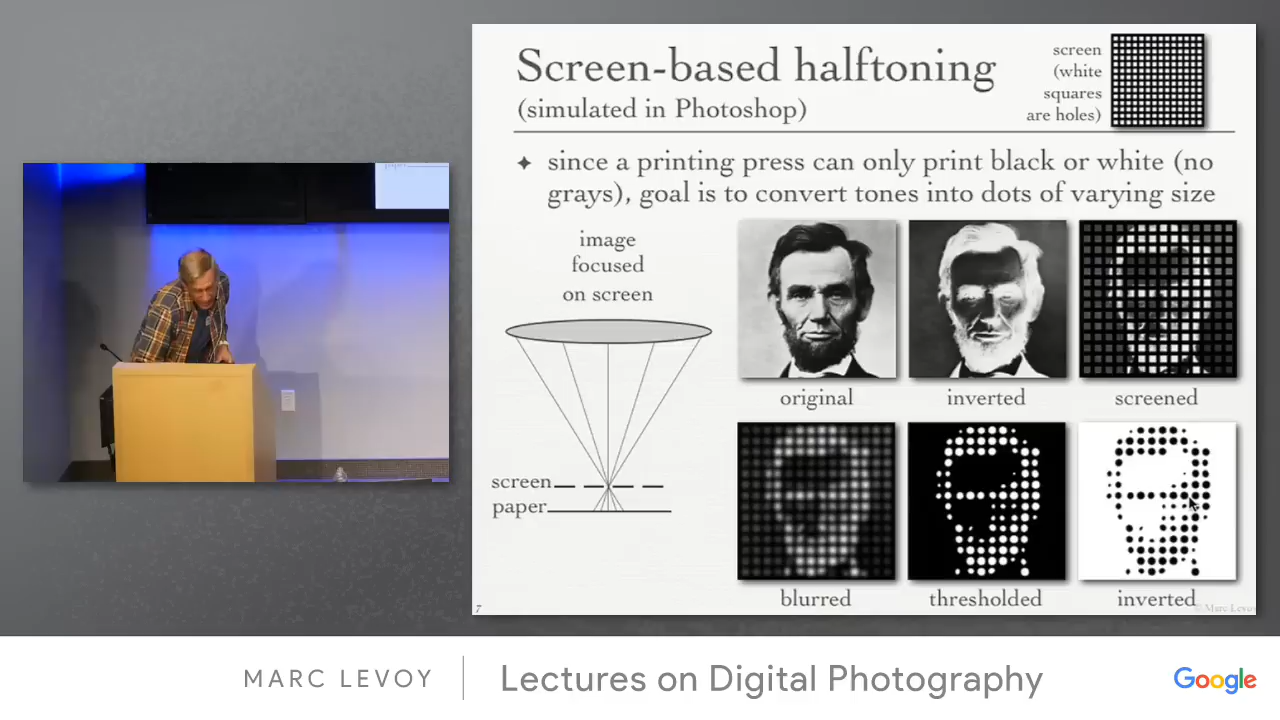 Screen-based halftoning
(simulated in Photoshop)
screen
(white
squares
are holes)
✦ since a printing press can only print black or white (no
grays), goal is to convert tones into dots of varying size
image
focused
on screen
screen
paper
original
inverted
screened
blurred
thresholded
inverted
7
© Marc Levoy
MARC LEVOY
Lectures on Digital Photography
Google